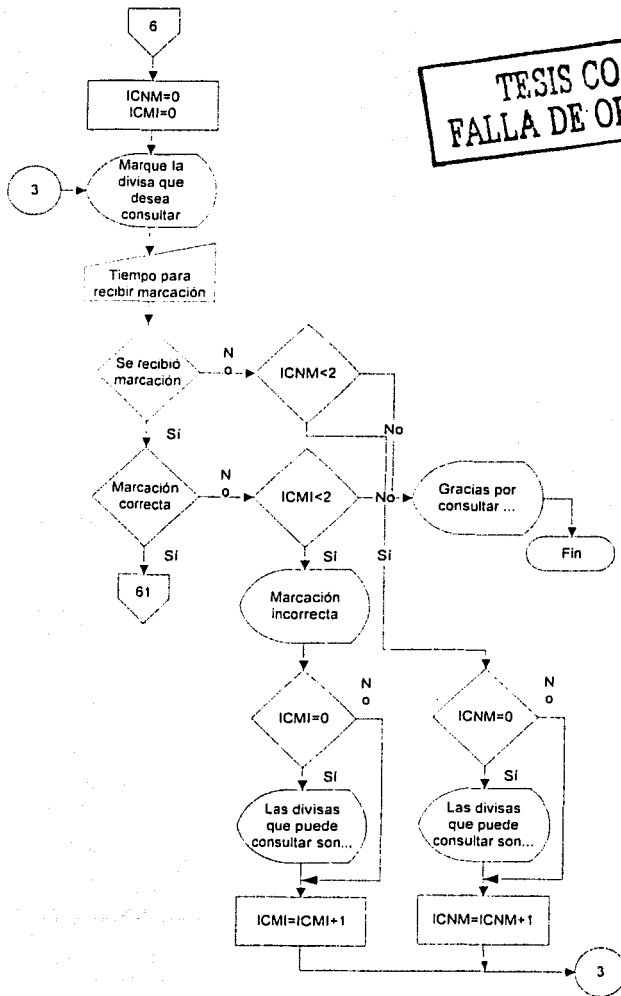 6
TESIS CO
FALLA DE O
ICNM=0
ICMI=0
3
Marque la
divisa que
desea
consultar
Tiempo para
recibir marcación
Se recibió
marcación
N
o
ICNM<2
No
Sí
Marcación
correcta
N
o
ICMI<2
No
Gracias por
consultar ...
Fin
Sí
61
Sí
Sí
Marcación
incorrecta
ICMI=0
N
o
ICNM=0
N
o
Sí
Sí
Las divisas
que puede
consultar son...
Las divisas
que puede
consultar son...
ICMI=ICMI+1
ICNM=ICNM+1
3